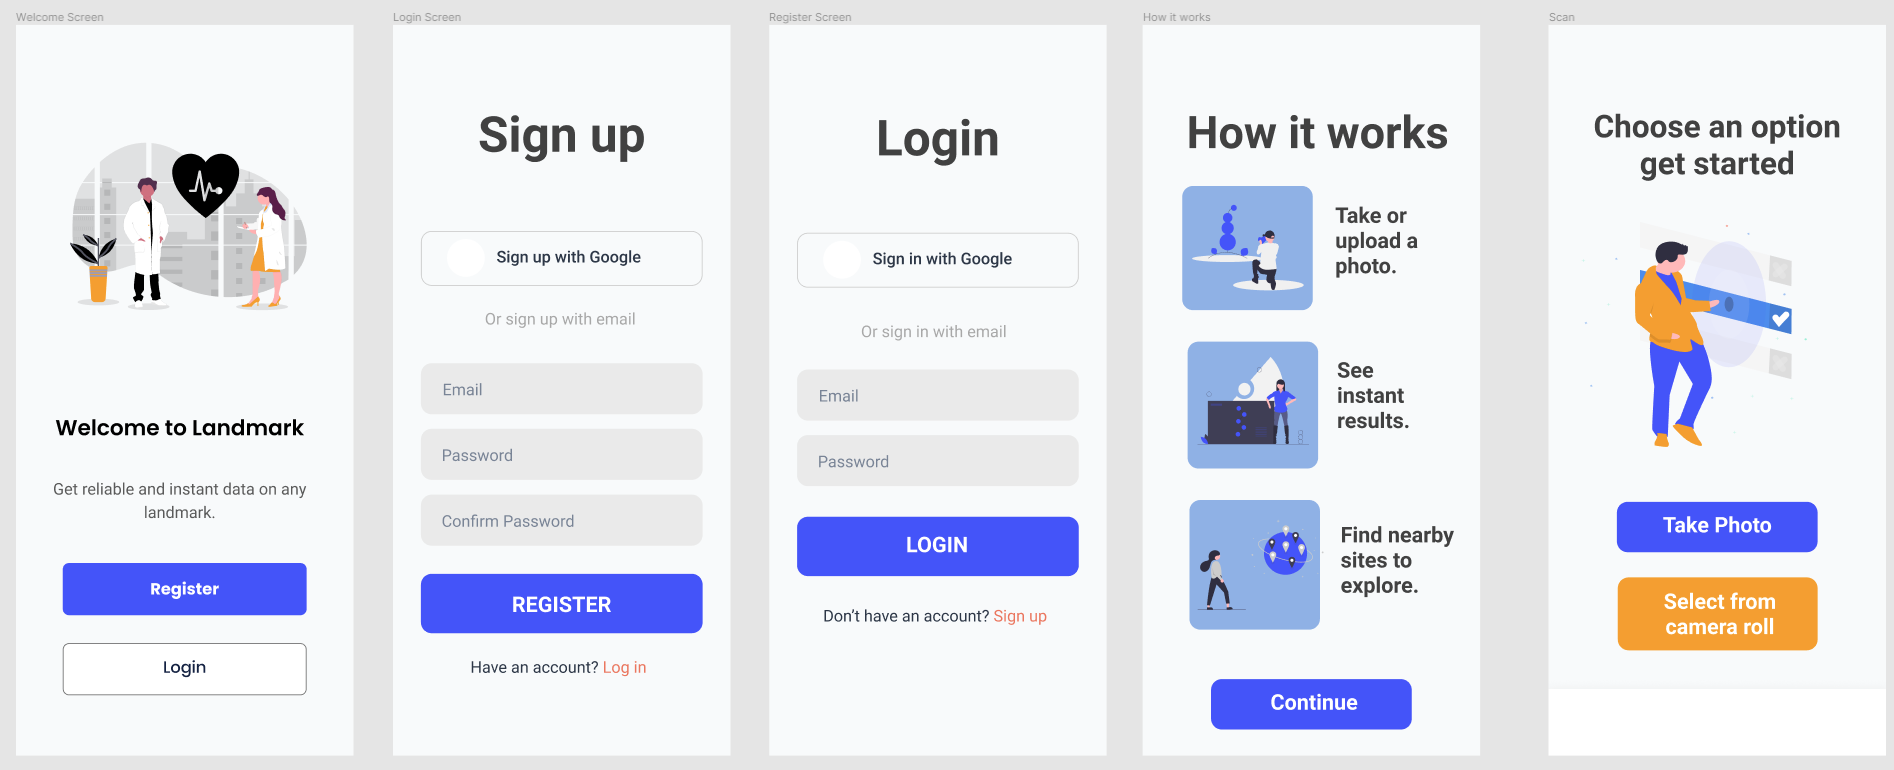 Welcome Screen
Welcome to Landmark
Get reliable and instant data on any
landmark.
Register
Login
Login Screen
Sign up
Sign up with Google
Or sign up with email
Email
Password
Confirm Password
REGISTER
Have an account? Log in
Register Screen
Login
Sign in with Google
Or sign in with email
Email
Password
LOGIN
Don’t have an account? Sign up
How it works
How it works
Take or
upload a
photo.
See
instant
results.
Find nearby
sites to
explore.
Continue
Scan
Choose an option
get started
Take Photo
Select from
camera roll